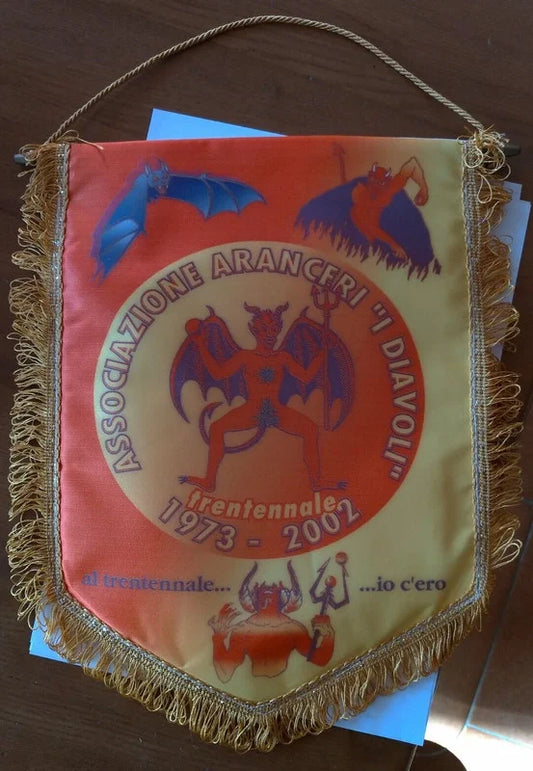 ASSOCIAZIONE ARANCERI "I DIAVOLI"
trentennale
1973 - 2002
al trentennale... ...io c'ero